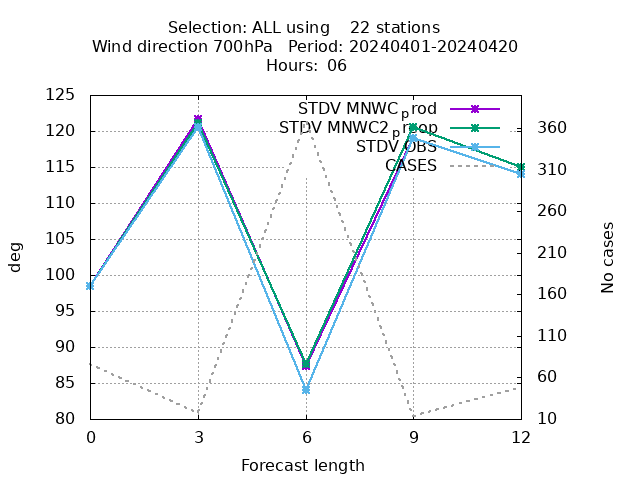 Selection: ALL using 22 stations
Wind direction 700hPa Period: 20240401-20240420
Hours: 06
STDV MNWC_prod
STDV MNWC2_preop
STDV OBS
CASES
125
120
115
110
105
100
95
90
85
80
deg
360
310
260
210
160
110
60
10
No cases
0 3 6 9 12
Forecast length